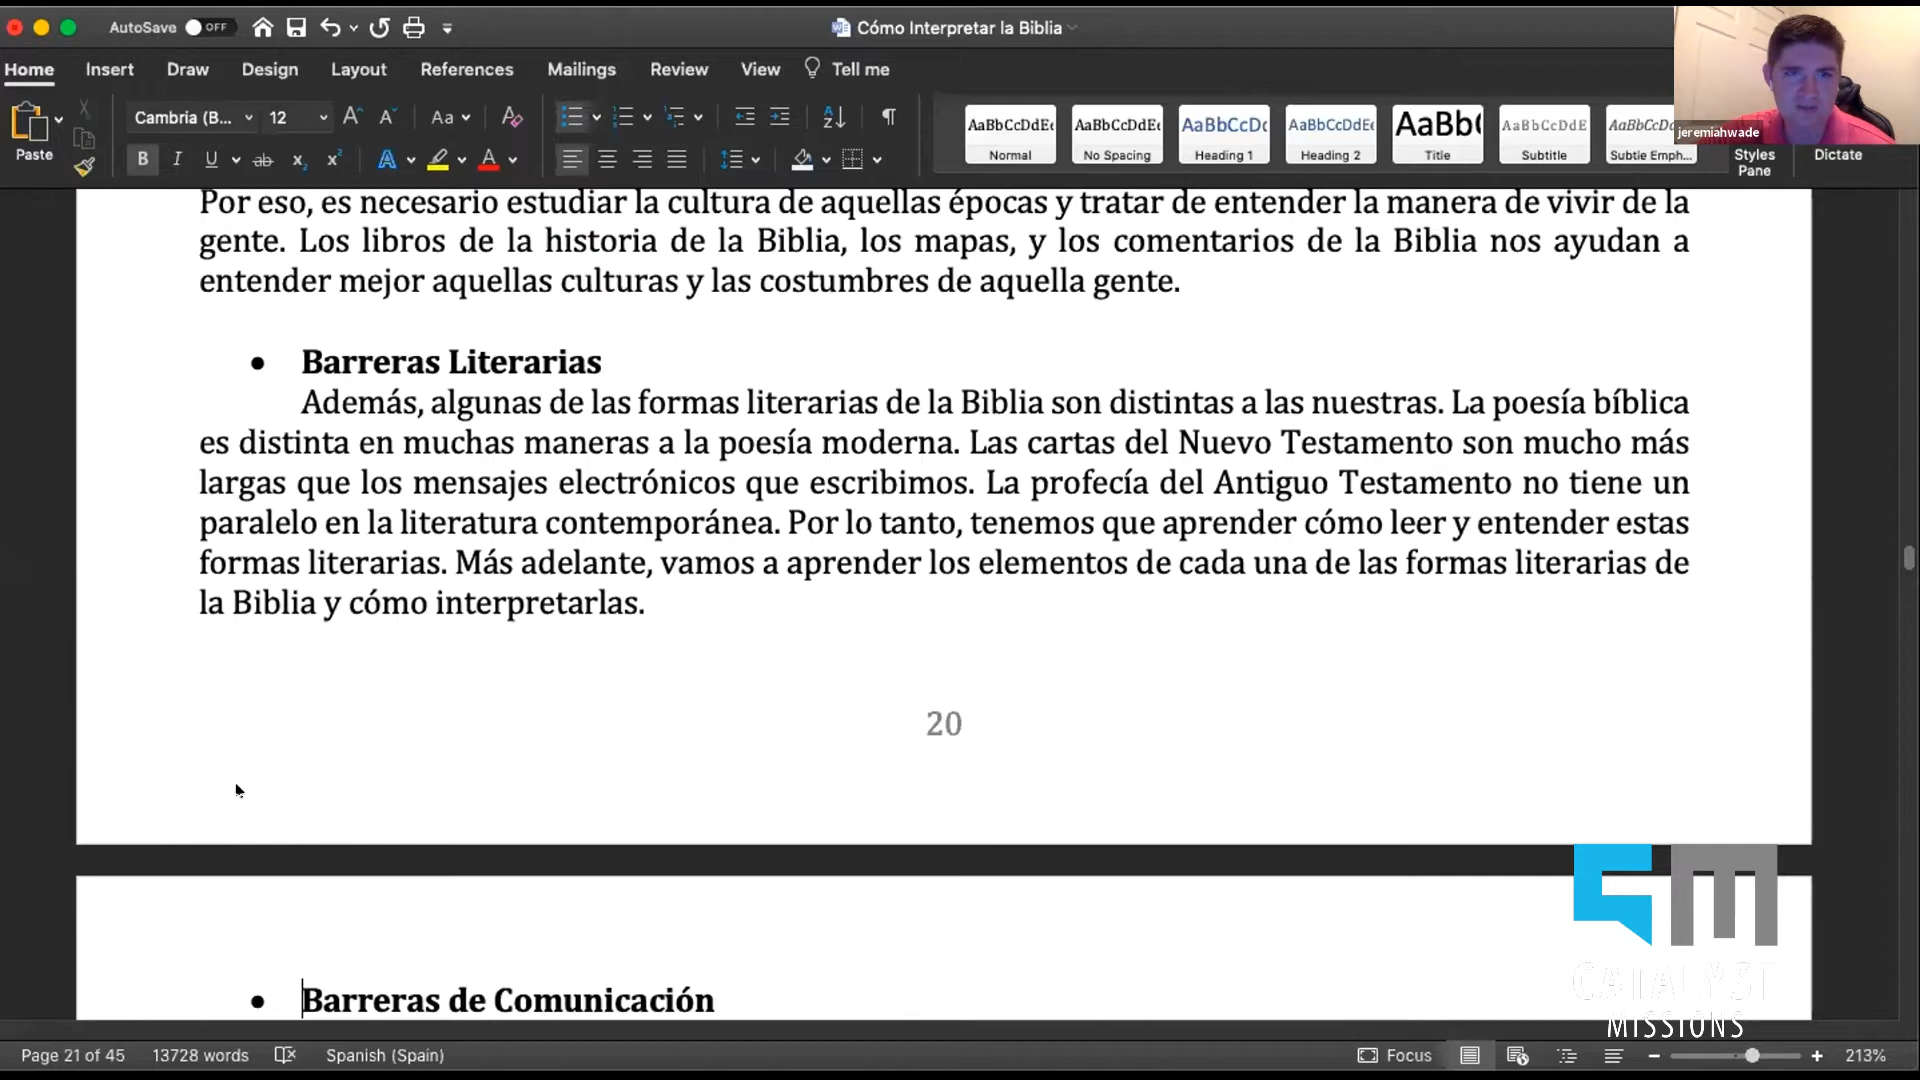 AutoSave OFF
Cómo Interpretar la Biblia
Home Insert Draw Design Layout References Mailings Review View Tell me
Paste
Cambria (B... 12
AaBbCcDdEe AaBbCcDdEe AaBbCcDc AaBbCcDdEe AaBb( AaBbCcDdE AaBbCcDc
Normal No Spacing Heading 1 Heading 2 Title Subtitle Subtle Emph...
Styles Pane
Dictate
jeremiahwade
Por eso, es necesario estudiar la cultura de aquellas épocas y tratar de entender la manera de vivir de la
gente. Los libros de la historia de la Biblia, los mapas, y los comentarios de la Biblia nos ayudan a
entender mejor aquellas culturas y las costumbres de aquella gente.
• Barreras Literarias
Además, algunas de las formas literarias de la Biblia son distintas a las nuestras. La poesía bíblica
es distinta en muchas maneras a la poesía moderna. Las cartas del Nuevo Testamento son mucho más
largas que los mensajes electrónicos que escribimos. La profecía del Antiguo Testamento no tiene un
paralelo en la literatura contemporánea. Por lo tanto, tenemos que aprender cómo leer y entender estas
formas literarias. Más adelante, vamos a aprender los elementos de cada una de las formas literarias de
la Biblia y cómo interpretarlas.
20
• Barreras de Comunicación
CATALYST
MISSIONS
Page 21 of 45 13728 words Spanish (Spain) Focus 213%